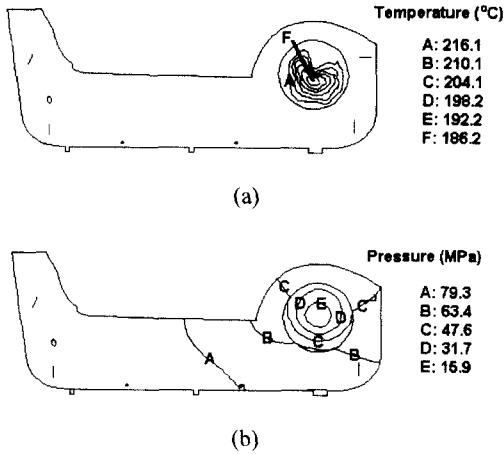 Temperature (°C)
F
A
A: 216.1
B: 210.1
C: 204.1
D: 198.2
E: 192.2
F: 186.2
(a)
Pressure (MPa)
C
D
E
D
C
B
C
B
A
A: 79.3
B: 63.4
C: 47.6
D: 31.7
E: 15.9
(b)